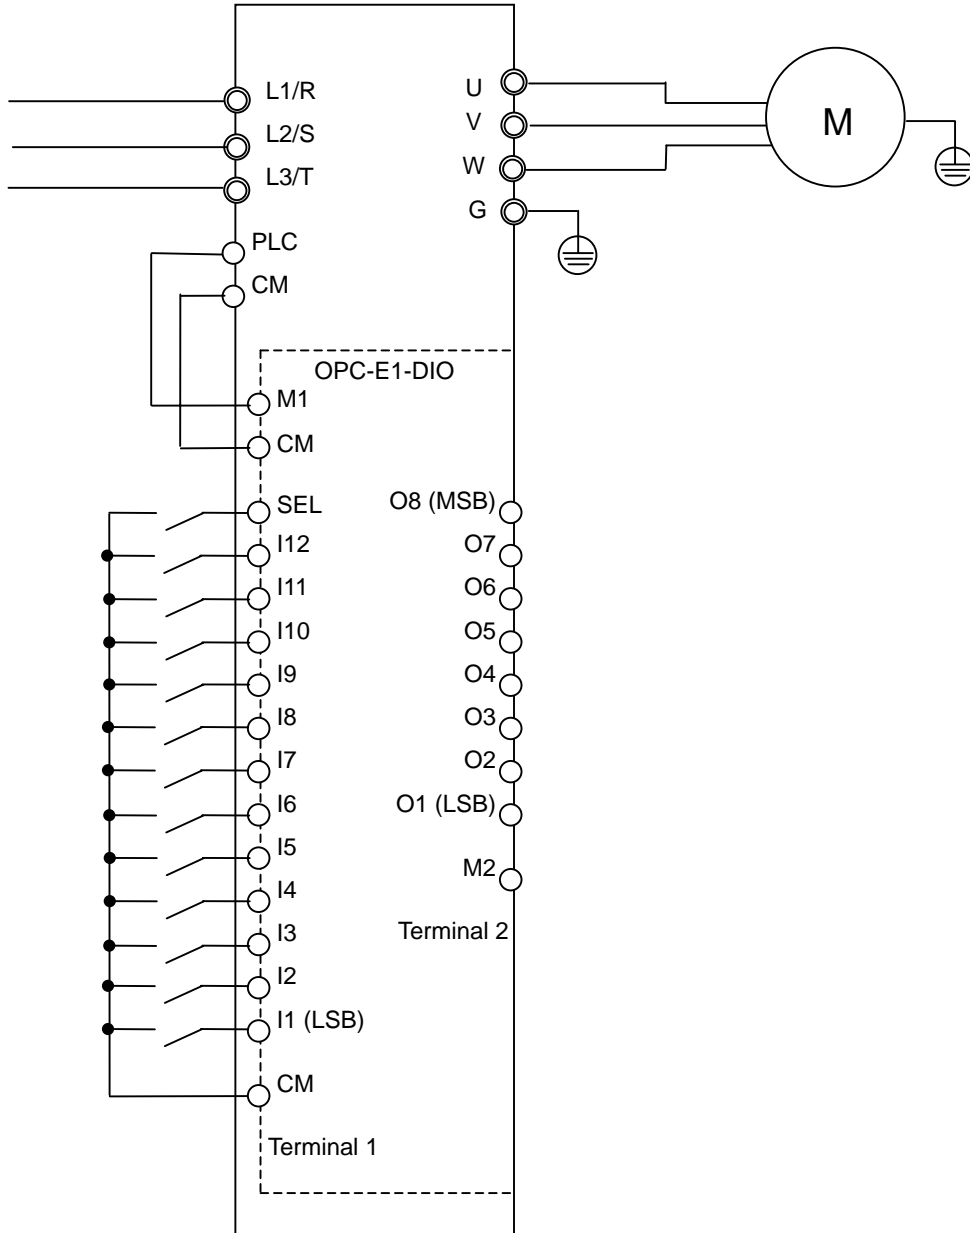 L1/R
U
L2/S
V
M
L3/T
W
G
PLC
CM
OPC-E1-DIO
M1
CM
SEL
O8 (MSB)
I12
O7
I11
O6
I10
O5
I9
O4
I8
O3
I7
O2
I6
O1 (LSB)
I5
M2
I4
Terminal 2
I3
I2
I1 (LSB)
CM
Terminal 1